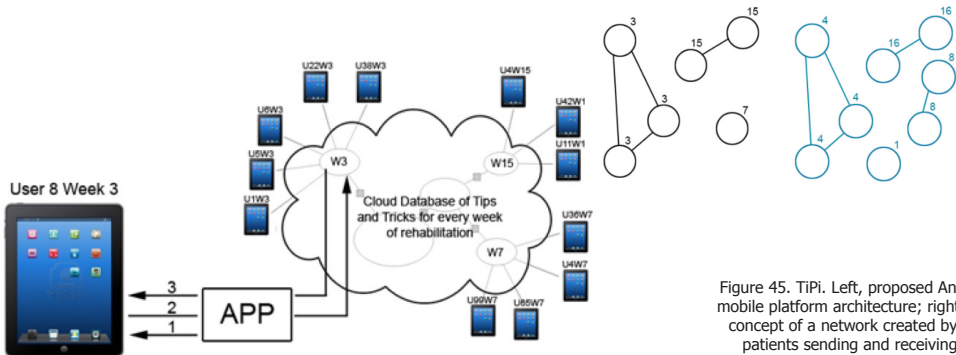 User 8 Week 3
3
2
1
APP
U22W3
U38W3
U6W3
U5W3
U1W3
W3
U4W15
U42W1
U11W1
W15
Cloud Database of Tips
and Tricks for every week
of rehabilitation
U36W7
U4W7
U65W7
U99W7
W7
3
3
3
15
15
7
4
4
4
16
16
8
8
1
Figure 45. TiPi. Left, proposed An
mobile platform architecture; right
concept of a network created by
patients sending and receiving